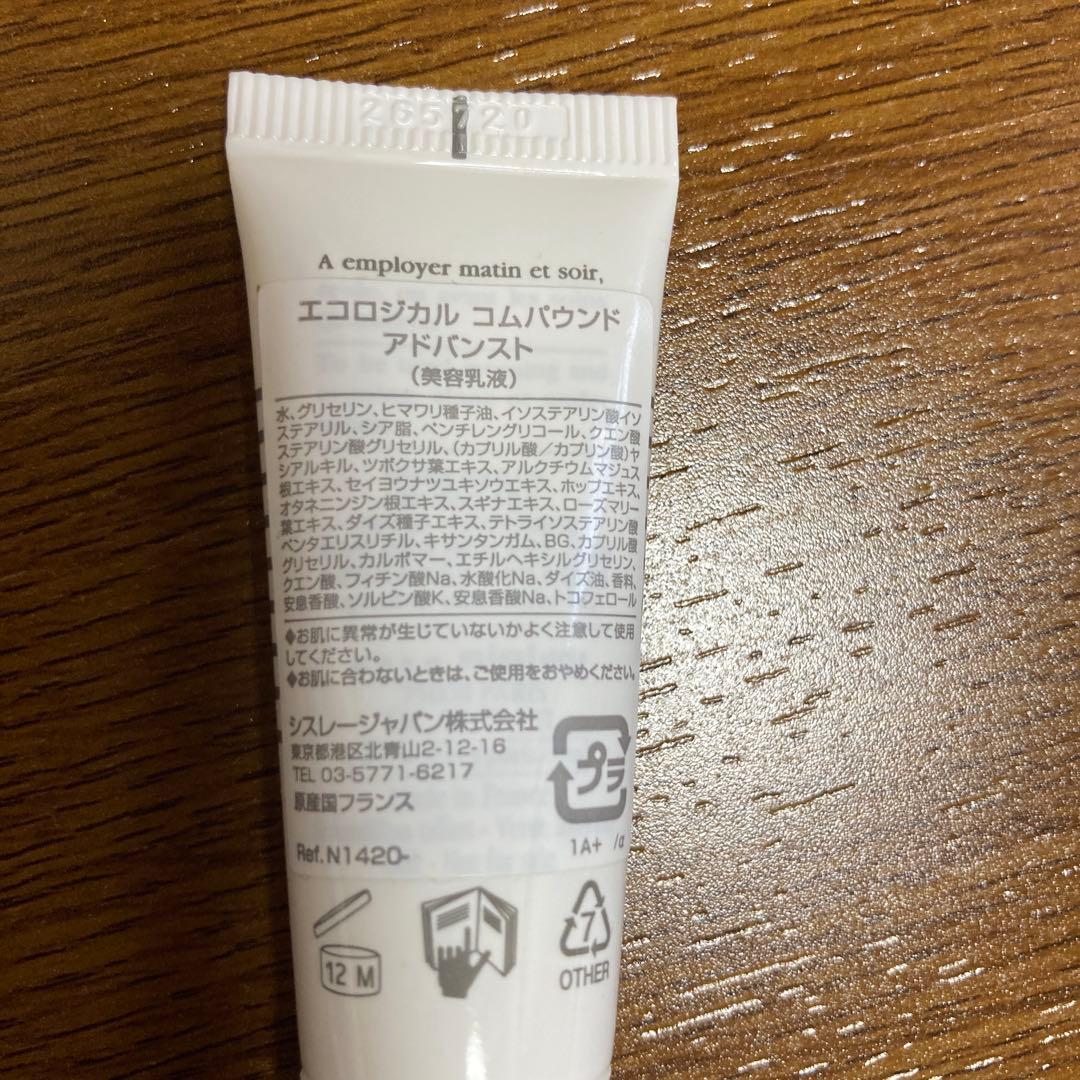 265720
A employer matin et soir,
エコロジカル コムパウンド
アドバンスト
(美容乳液)
水、グリセリン、ヒマワリ種子油、イソステアリン酸イソ
ステアリル、シア脂、ペンチレングリコール、クエン酸
ステアリン酸グリセリル、(カプリル酸/カプリン酸)ヤ
シアルキル、ツボクサ葉エキス、アルクチウムマジュス
根エキス、セイヨウナツユキソウエキス、ホップエキス、
オタネニンジン根エキス、スギナエキス、ローズマリー
葉エキス、ダイズ種子エキス、テトライソステアリン酸
ペンタエリスリチル、キサンタンガム、BG、カプリル酸
グリセリル、カルボマー、エチルヘキシルグリセリン、
クエン酸、フィチン酸Na、水酸化Na、ダイズ油、香料、
安息香酸、ソルビン酸K、安息香酸Na、トコフェロール
◆お肌に異常が生じていないかよく注意して使用
してください。
◆お肌に合わないときは、ご使用をおやめください。
シスレージャパン株式会社
東京都港区北青山2-12-16
TEL 03-5771-6217
原産国フランス
プラ
Ref.N1420-
1A+ /α
12 M
7
OTHER